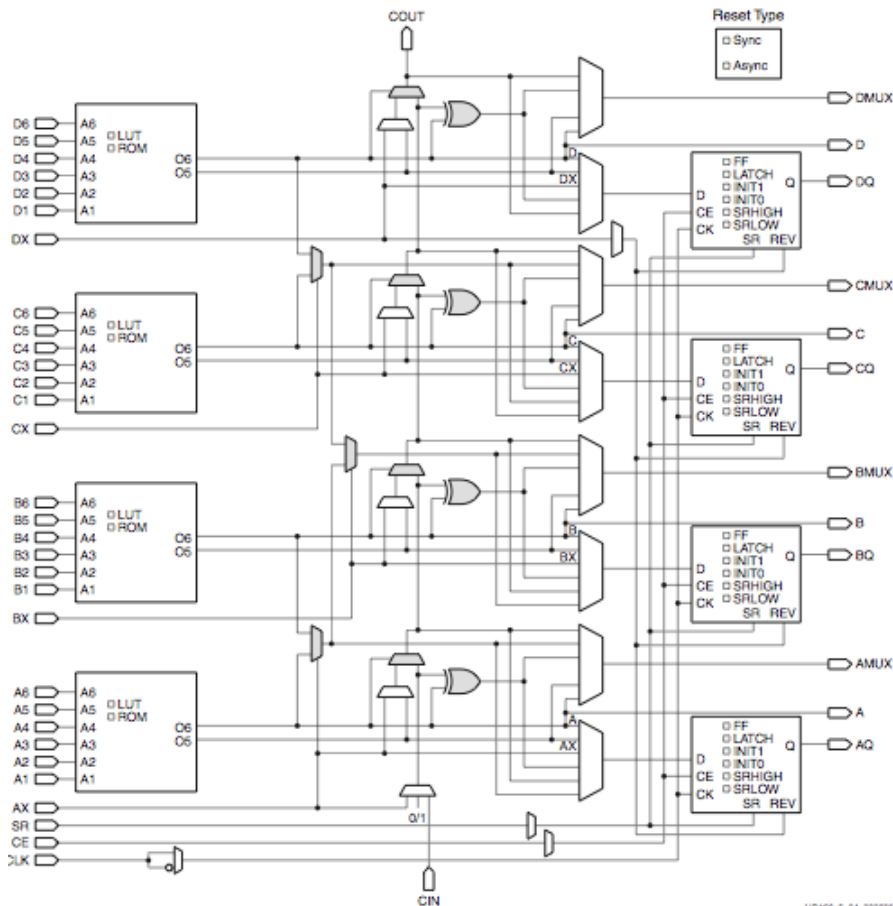 COUT
Reset Type
Sync
Async
DMUX
D6 A6
D5 A5
D4 A4
D3 A3
D2 A2
D1 A1
LUT
ROM
O6
O5
D
DX
D
FF
LATCH
INIT1
INIT0
SRHIGH
SRLOW
D
CE
CK
Q
SR REV
DQ
DX
CMUX
C6 A6
C5 A5
C4 A4
C3 A3
C2 A2
C1 A1
LUT
ROM
O6
O5
C
CX
C
FF
LATCH
INIT1
INIT0
SRHIGH
SRLOW
D
CE
CK
Q
SR REV
CQ
CX
BMUX
B6 A6
B5 A5
B4 A4
B3 A3
B2 A2
B1 A1
LUT
ROM
O6
O5
B
BX
B
FF
LATCH
INIT1
INIT0
SRHIGH
SRLOW
D
CE
CK
Q
SR REV
BQ
BX
AMUX
A6 A6
A5 A5
A4 A4
A3 A3
A2 A2
A1 A1
LUT
ROM
O6
O5
A
AX
A
FF
LATCH
INIT1
INIT0
SRHIGH
SRLOW
D
CE
CK
Q
SR REV
AQ
AX
0/1
SR
CE
CLK
CIN